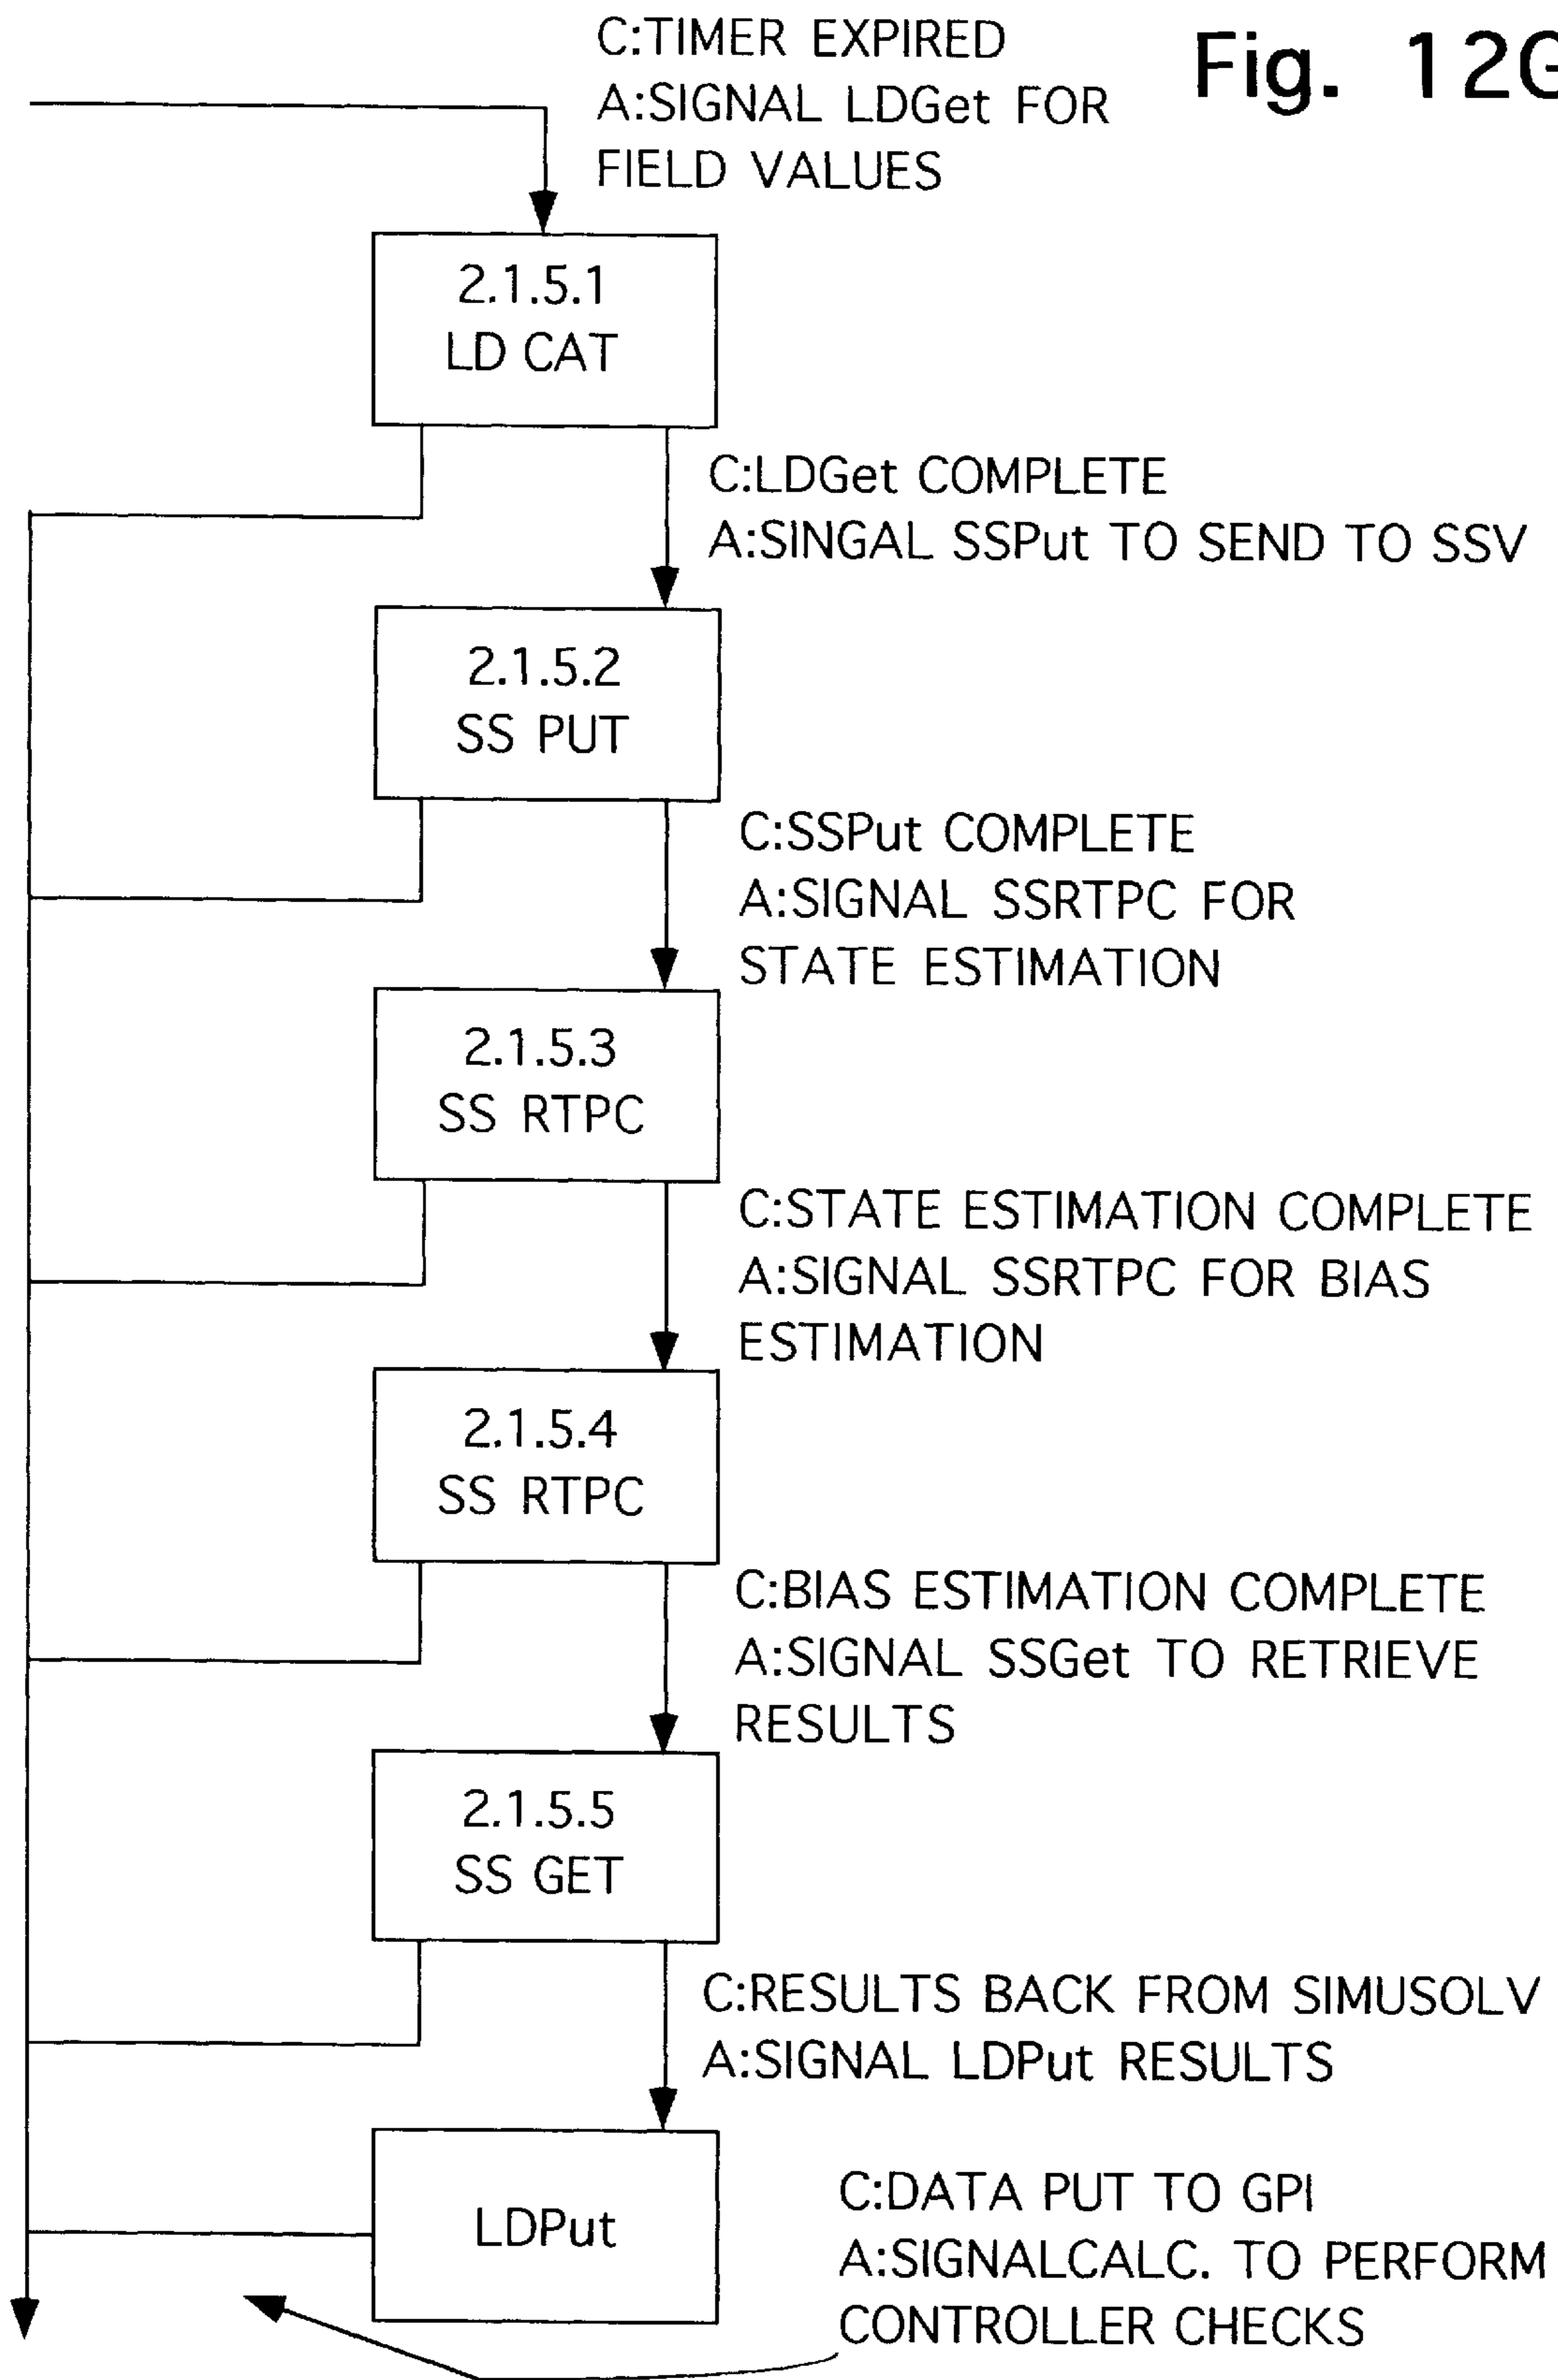 C:TIMER EXPIRED
A:SIGNAL LDGet FOR
FIELD VALUES
Fig. 12G
2.1.5.1
LD CAT
C:LDGet COMPLETE
A:SINGAL SSPut TO SEND TO SSV
2.1.5.2
SS PUT
C:SSPut COMPLETE
A:SIGNAL SSRTPC FOR
STATE ESTIMATION
2.1.5.3
SS RTPC
C:STATE ESTIMATION COMPLETE
A:SIGNAL SSRTPC FOR BIAS
ESTIMATION
2.1.5.4
SS RTPC
C:BIAS ESTIMATION COMPLETE
A:SIGNAL SSGet TO RETRIEVE
RESULTS
2.1.5.5
SS GET
C:RESULTS BACK FROM SIMUSOLV
A:SIGNAL LDPut RESULTS
LDPut
C:DATA PUT TO GPI
A:SIGNALCALC. TO PERFORM
CONTROLLER CHECKS